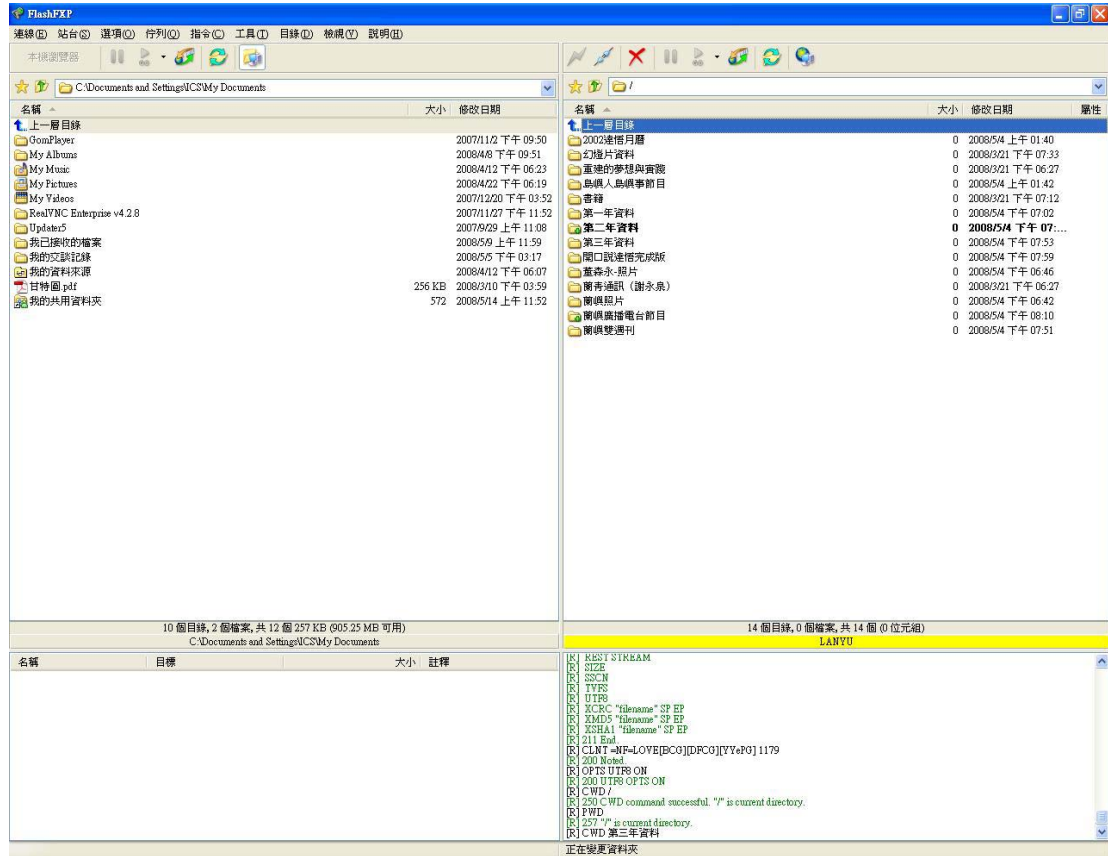 FlashFXP
連線(E) 站台(S) 選項(O) 佇列(Q) 指令(C) 工具(T) 目錄(D) 檢視(V) 說明(H)
本機瀏覽器
C:\Documents and Settings\ICS\My Documents
名稱 大小 修改日期
上一層目錄
GomPlayer 2007/11/2 下午 09:50
My Albums 2008/4/8 下午 09:51
My Music 2008/4/12 下午 06:23
My Pictures 2008/4/22 下午 06:19
My Videos 2007/12/20 下午 03:52
RealVNC Enterprise v4.2.8 2007/11/27 下午 11:52
Updater5 2007/9/29 上午 11:08
我已接收的檔案 2008/5/9 上午 11:59
我的交談記錄 2008/5/5 下午 03:17
我的資料來源 2008/4/12 下午 06:07
甘特圖.pdf 256 KB 2008/3/10 下午 03:59
我的共用資料夾 572 2008/5/14 上午 11:52
10 個目錄, 2 個檔案, 共 12 個 257 KB (905.25 MB 可用)
C:\Documents and Settings\ICS\My Documents
/
名稱 大小 修改日期 屬性
上一層目錄
2002達悟月曆 0 2008/5/4 上午 01:40
幻燈片資料 0 2008/3/21 下午 07:33
重建的夢想與實踐 0 2008/3/21 下午 06:27
島嶼人島嶼事節目 0 2008/5/4 上午 01:42
書籍 0 2008/3/21 下午 07:12
第一年資料 0 2008/5/4 下午 07:02
第二年資料 0 2008/5/4 下午 07:...
第三年資料 0 2008/5/4 下午 07:53
開口說達悟完成版 0 2008/5/4 下午 07:59
董森永-照片 0 2008/5/4 下午 06:46
蘭青通訊（謝永泉） 0 2008/3/21 下午 06:27
蘭嶼照片 0 2008/5/4 下午 06:42
蘭嶼廣播電台節目 0 2008/5/4 下午 08:10
蘭嶼雙週刊 0 2008/5/4 下午 07:51
14 個目錄, 0 個檔案, 共 14 個 (0 位元組)
LANYU
名稱 目標 大小 註釋
[R] REST STREAM
[R] SIZE
[R] SSCN
[R] TVFS
[R] UTF8
[R] XCRC "filename" SP EP
[R] XMD5 "filename" SP EP
[R] XSHA1 "filename" SP EP
[R] 211 End.
[R] CLNT =NF=LOVE[BCG][DFCG][YYePG] 1179
[R] 200 Noted.
[R] OPTS UTF8 ON
[R] 200 UTF8 OPTS ON
[R] CWD /
[R] 250 CWD command successful. "/" is current directory.
[R] PWD
[R] 257 "/" is current directory.
[R] CWD 第三年資料
正在變更資料夾